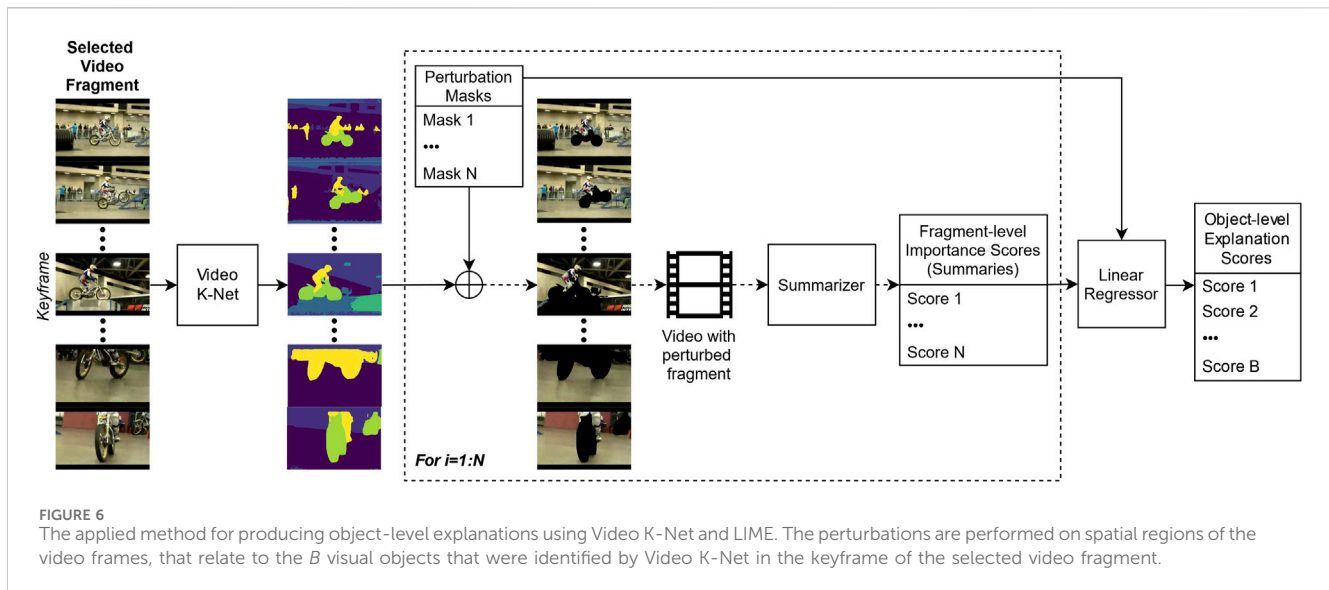 Selected
Video
Fragment
Keyframe
Video
K-Net
Perturbation
Masks
Mask 1
•••
Mask N
For i=1:N
Video with
perturbed
fragment
Summarizer
Fragment-level
Importance Scores
(Summaries)
Score 1
•••
Score N
Linear
Regressor
Object-level
Explanation
Scores
Score 1
Score 2
•••
Score B
FIGURE 6
The applied method for producing object-level explanations using Video K-Net and LIME. The perturbations are performed on spatial regions of the
video frames, that relate to the B visual objects that were identified by Video K-Net in the keyframe of the selected video fragment.